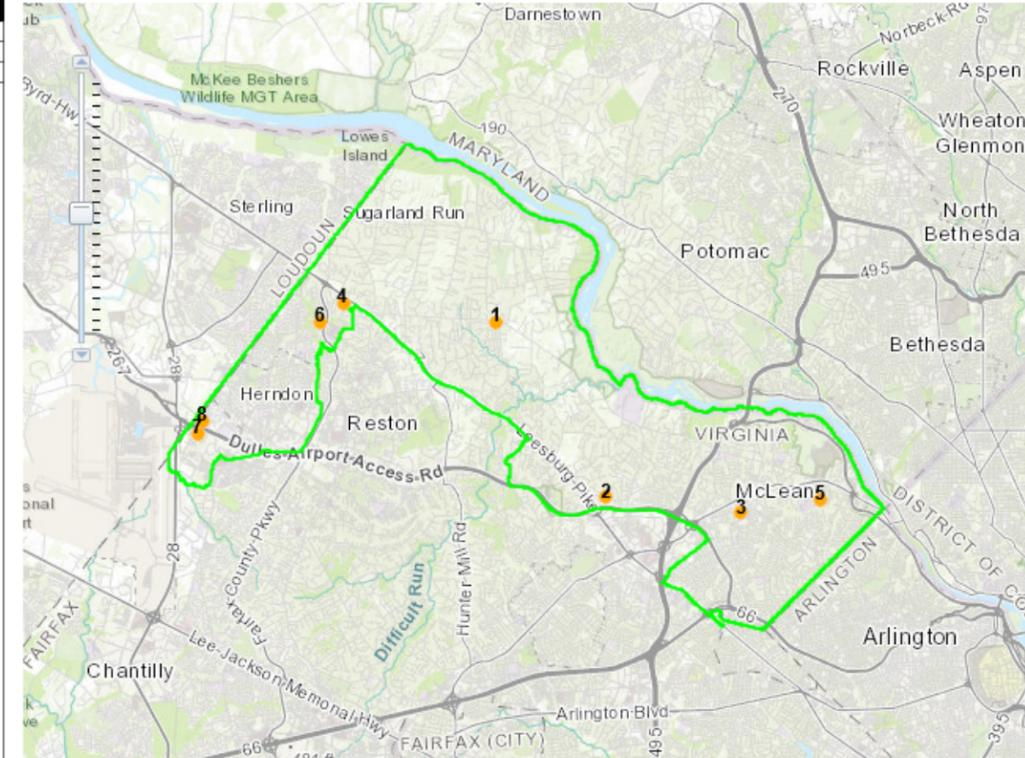 Darnestown
Norbeck-Rd
97
Rockville
Aspen
McKee Beshers
Wildlife MGT Area
270
Byrd-Hw
190
Wheaton
Glenmon
Lowes
Island
MARYLAND
Sterling
Sugarland Run
North
Bethesda
Potomac
LOUDOUN
495
4
6
1
267
28
Bethesda
Herndon
8
7
Reston
VIRGINIA
Dulles-Airport-Access-Rd
Leesburg-Pike
McLean
2
3
5
DISTRICT OF CO
28
Fairfax-County-Pkwy
Hunter-Mill-Rd
Difficult Run
ARLINGTON
66
FAIRFAX
Arlington
Lee-Jackson-Memorial-Hwy
Chantilly
Arlington-Blvd
495
395
66
FAIRFAX (CITY)